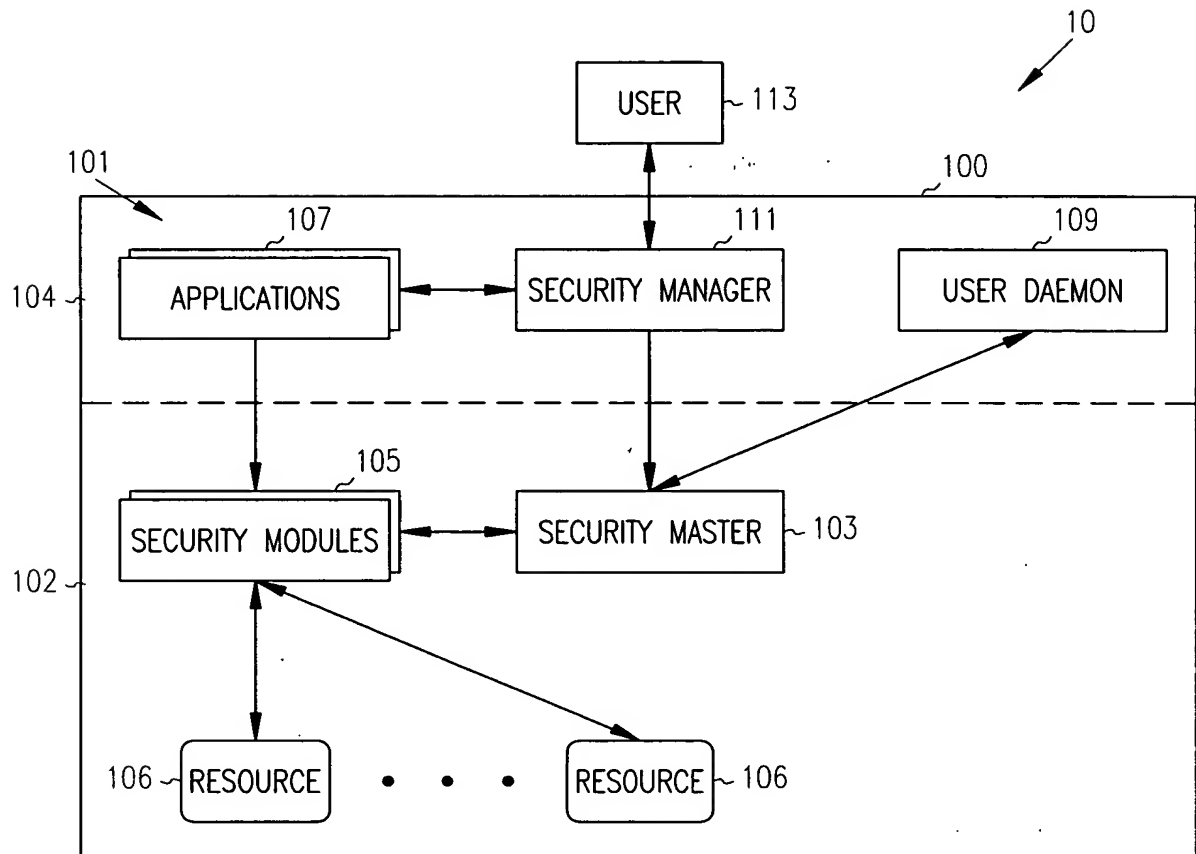 10
USER
113
101
100
107
111
109
104
APPLICATIONS
SECURITY MANAGER
USER DAEMON
105
SECURITY MODULES
SECURITY MASTER
103
102
106
RESOURCE
RESOURCE
106